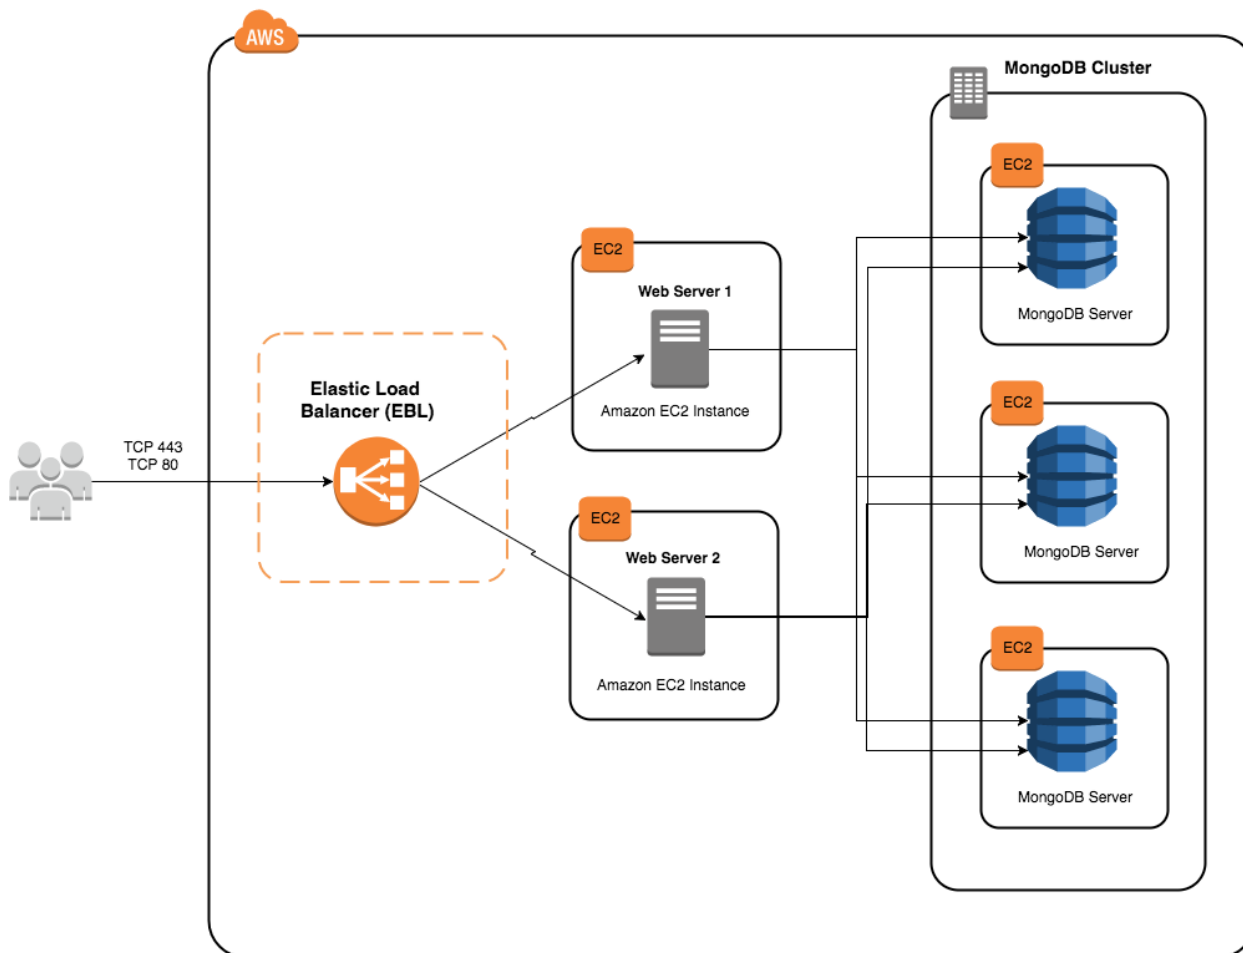 AWS
MongoDB Cluster
EC2
MongoDB Server
EC2
Web Server 1
Amazon EC2 Instance
Elastic Load
Balancer (EBL)
TCP 443
TCP 80
EC2
MongoDB Server
EC2
Web Server 2
Amazon EC2 Instance
EC2
MongoDB Server